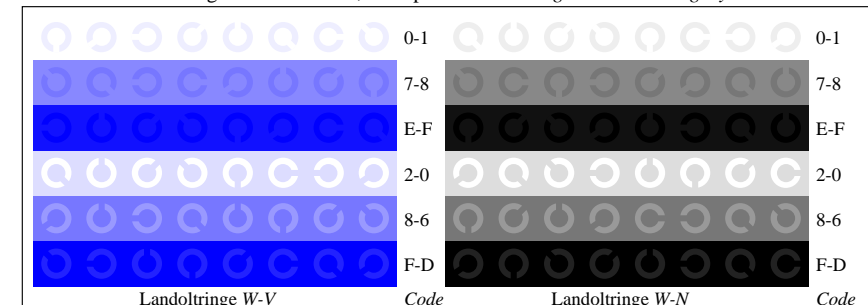 0-1 0-1
7-8 7-8
E-F E-F
2-0 2-0
8-6 8-6
F-D F-D
Landoltringe W-V Code Landoltringe W-N Code